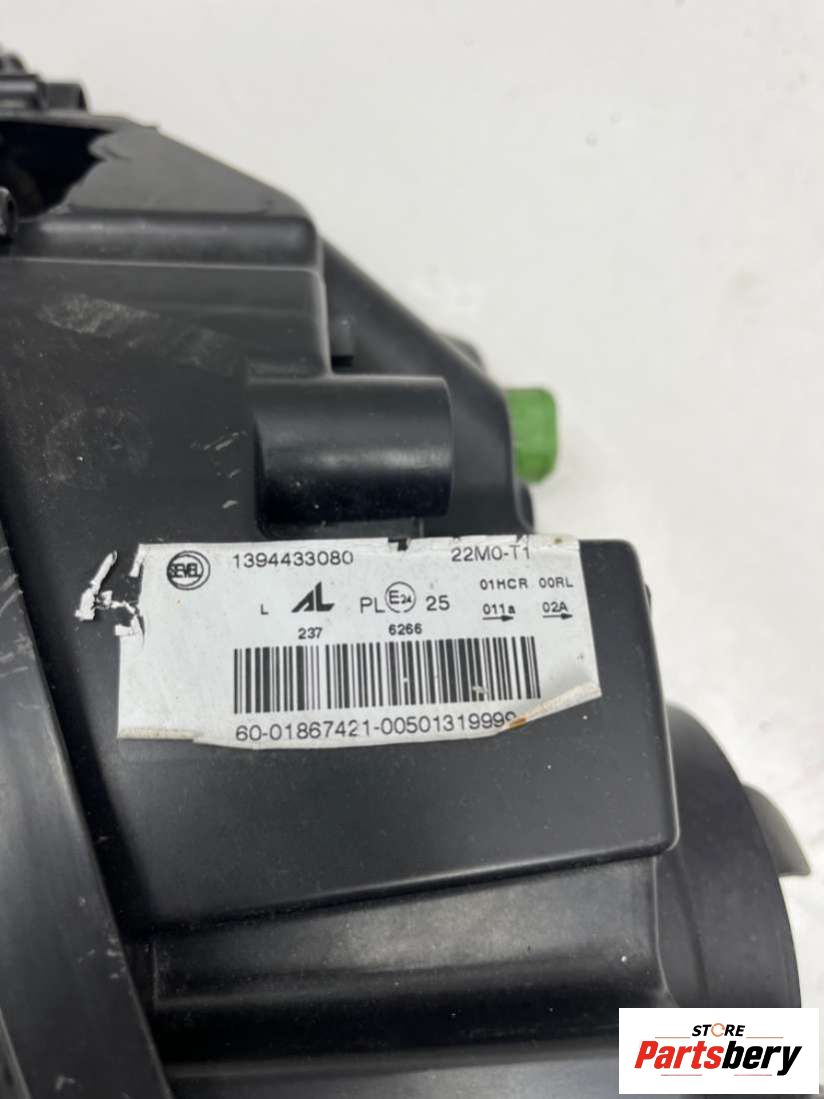 SEVEL 1394433080 22M0-T1
L AL PL E24 25 01HCR 00RL
011a 02A
237 6266
60-01867421-00501319999
STORE
Partsbery